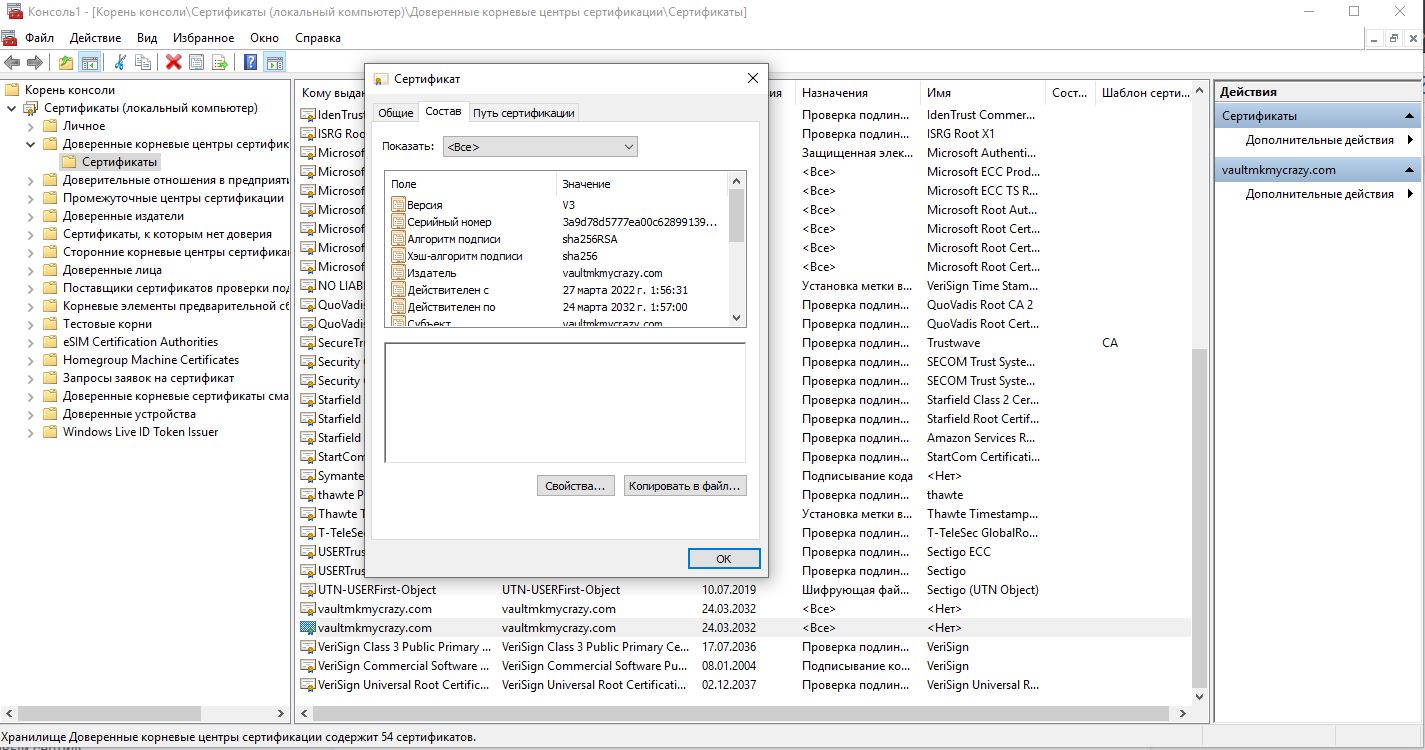 Консоль1 - [Корень консоли\Сертификаты (локальный компьютер)\Доверенные корневые центры сертификации\Сертификаты]
Файл Действие Вид Избранное Окно Справка
Корень консоли
Сертификаты (локальный компьютер)
Личное
Доверенные корневые центры сертифик
Сертификаты
Доверительные отношения в предприяти
Промежуточные центры сертификации
Доверенные издатели
Сертификаты, к которым нет доверия
Сторонние корневые центры сертифика
Доверенные лица
Поставщики сертификатов проверки под
Корневые элементы предварительной сб
Тестовые корни
eSIM Certification Authorities
Homegroup Machine Certificates
Запросы заявок на сертификат
Доверенные корневые сертификаты сма
Доверенные устройства
Windows Live ID Token Issuer
Кому выдан ия Назначения Имя Сост... Шаблон серти...
IdenTrus Проверка подлин... IdenTrust Commer...
ISRG Roo Проверка подлин... ISRG Root X1
Microsof Защищенная элек... Microsoft Authenti...
Microsof <Все> Microsoft ECC Prod...
Microsof <Все> Microsoft ECC TS R...
Microsof <Все> Microsoft Root Aut...
Microsof <Все> Microsoft Root Cert...
Microsof <Все> Microsoft Root Cert...
Microsof <Все> Microsoft Root Cert...
NO LIAB Установка метки в... VeriSign Time Stam...
QuoVadis Проверка подлин... QuoVadis Root CA 2
QuoVadis Проверка подлин... QuoVadis Root Cert...
SecureTr Проверка подлин... Trustwave CA
Security Проверка подлин... SECOM Trust Syste...
Security Проверка подлин... SECOM Trust Syste...
Starfield Проверка подлин... Starfield Class 2 Cer...
Starfield Проверка подлин... Starfield Root Certif...
Starfield Проверка подлин... Amazon Services R...
StartCom Проверка подлин... StartCom Certificati...
Symante Подписывание кода <Нет>
thawte P Проверка подлин... thawte
Thawte T Установка метки в... Thawte Timestamp...
T-TeleSe Проверка подлин... T-TeleSec GlobalRo...
USERTrus Проверка подлин... Sectigo ECC
USERTrus Проверка подлин... Sectigo
UTN-USERFirst-Object UTN-USERFirst-Object 10.07.2019 Шифрующая фай... Sectigo (UTN Object)
vaultmkmycrazy.com vaultmkmycrazy.com 24.03.2032 <Все> <Нет>
vaultmkmycrazy.com vaultmkmycrazy.com 24.03.2032 <Все> <Нет>
VeriSign Class 3 Public Primary ... VeriSign Class 3 Public Primary Ce... 17.07.2036 Проверка подлин... VeriSign
VeriSign Commercial Software ... VeriSign Commercial Software Pu... 08.01.2004 Подписывание ко... VeriSign
VeriSign Universal Root Certific... VeriSign Universal Root Certificati... 02.12.2037 Проверка подлин... VeriSign Universal R...
Сертификат
Общие Состав Путь сертификации
Показать: <Все>
Поле Значение
Версия V3
Серийный номер 3a9d78d5777ea00c62899139...
Алгоритм подписи sha256RSA
Хэш-алгоритм подписи sha256
Издатель vaultmkmycrazy.com
Действителен с 27 марта 2022 г. 1:56:31
Действителен по 24 марта 2032 г. 1:57:00
Субъект vaultmkmycrazy.com
Свойства... Копировать в файл...
ОК
Действия
Сертификаты
Дополнительные действия
vaultmkmycrazy.com
Дополнительные действия
Хранилище Доверенные корневые центры сертификации содержит 54 сертификатов.